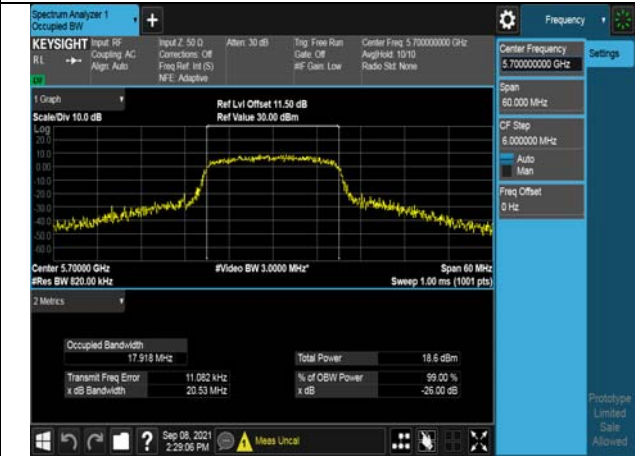 Spectrum Analyzer 1
Occupied BW
+
Frequency
KEYSIGHT
Input: RF
Coupling: AC
Align: Auto
Input Z: 50 Ω
Corrections: Off
Freq Ref: Int (S)
NFE: Adaptive
Atten: 30 dB
Trig: Free Run
Gate: Off
#IF Gain: Low
Center Freq: 5.700000000 GHz
Avg|Hold: 10/10
Radio Std: None
RL
Center Frequency
5.700000000 GHz
Settings
Span
60.000 MHz
CF Step
6.000000 MHz
Auto
Man
Freq Offset
0 Hz
1 Graph
Scale/Div 10.0 dB
Ref Lvl Offset 11.50 dB
Ref Value 30.00 dBm
Log
20.0
10.0
0.00
-10.0
-20.0
-30.0
-40.0
-50.0
-60.0
Center 5.70000 GHz
#Res BW 820.00 kHz
#Video BW 3.0000 MHz*
Span 60 MHz
Sweep 1.00 ms (1001 pts)
2 Metrics
Occupied Bandwidth
17.918 MHz
Total Power 18.6 dBm
Transmit Freq Error 11.082 kHz
% of OBW Power 99.00 %
x dB Bandwidth 20.53 MHz
x dB -26.00 dB
Prototype
Limited
Sale
Allowed
?
Sep 08, 2021
2:29:06 PM
Meas Uncal